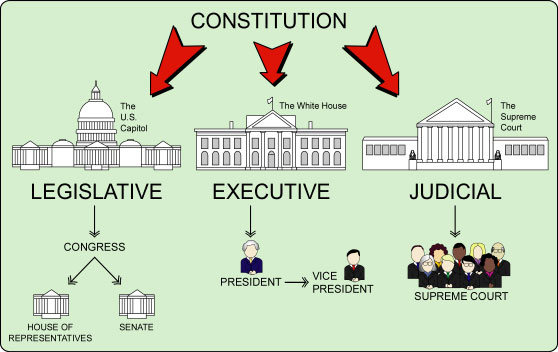 CONSTITUTION
The
U.S.
Capitol
The White House
The
Supreme
Court
LEGISLATIVE
EXECUTIVE
JUDICIAL
CONGRESS
HOUSE OF
REPRESENTATIVES
SENATE
PRESIDENT
VICE
PRESIDENT
SUPREME COURT